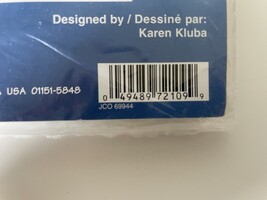 Designed by / Dessiné par:
Karen Kluba
USA 01151-5848
JCO 69944
0 49489 72109 9